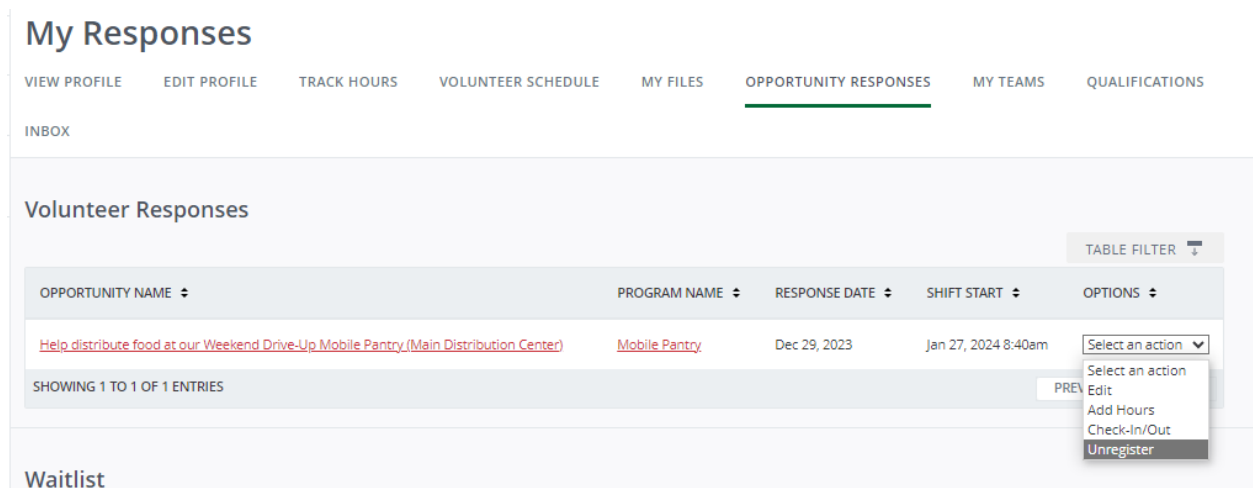 My Responses
VIEW PROFILE EDIT PROFILE TRACK HOURS VOLUNTEER SCHEDULE MY FILES OPPORTUNITY RESPONSES MY TEAMS QUALIFICATIONS
INBOX
Volunteer Responses
TABLE FILTER
OPPORTUNITY NAME PROGRAM NAME RESPONSE DATE SHIFT START OPTIONS
Help distribute food at our Weekend Drive-Up Mobile Pantry (Main Distribution Center) Mobile Pantry Dec 29, 2023 Jan 27, 2024 8:40am Select an action
Select an action
SHOWING 1 TO 1 OF 1 ENTRIES PREV Edit
Add Hours
Check-In/Out
Unregister
Waitlist